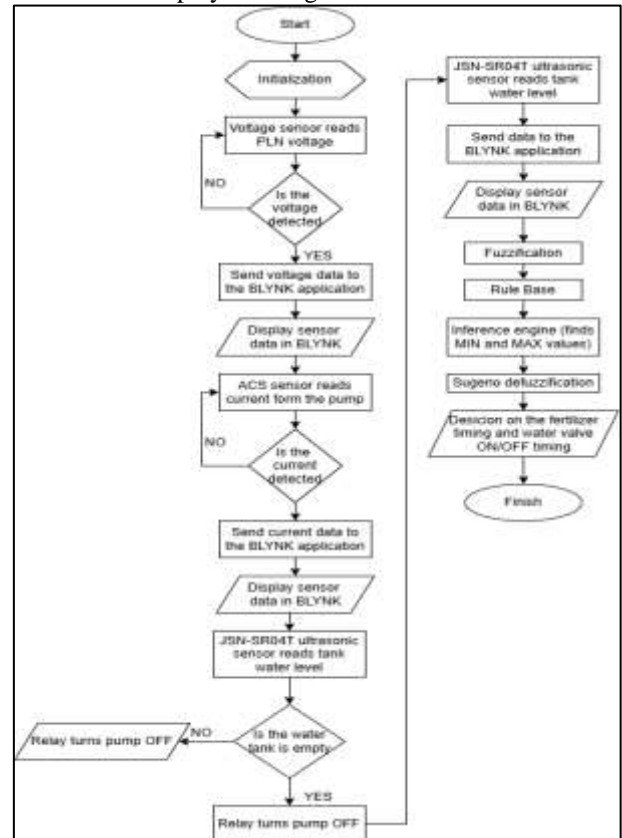 Start
Initialization
Voltage sensor reads
PLN voltage
NO
Is the
voltage
detected
YES
Send voltage data to
the BLYNK application
Display sensor
data in BLYNK
ACS sensor reads
current form the pump
NO
Is the
current
detected
Send current data to
the BLYNK application
Display sensor
data in BLYNK
JSN-SR04T ultrasonic
sensor reads tank
water level
Is the water
tank is empty
NO
Relay turns pump OFF
YES
Relay turns pump OFF
JSN-SR04T ultrasonic
sensor reads tank
water level
Send data to the
BLYNK application
Display sensor
data in BLYNK
Fuzzification
Rule Base
Inference engine (finds
MIN and MAX values)
Sugeno defuzzification
Desicion on the fertilizer
timing and water valve
ON/OFF timing
Finish